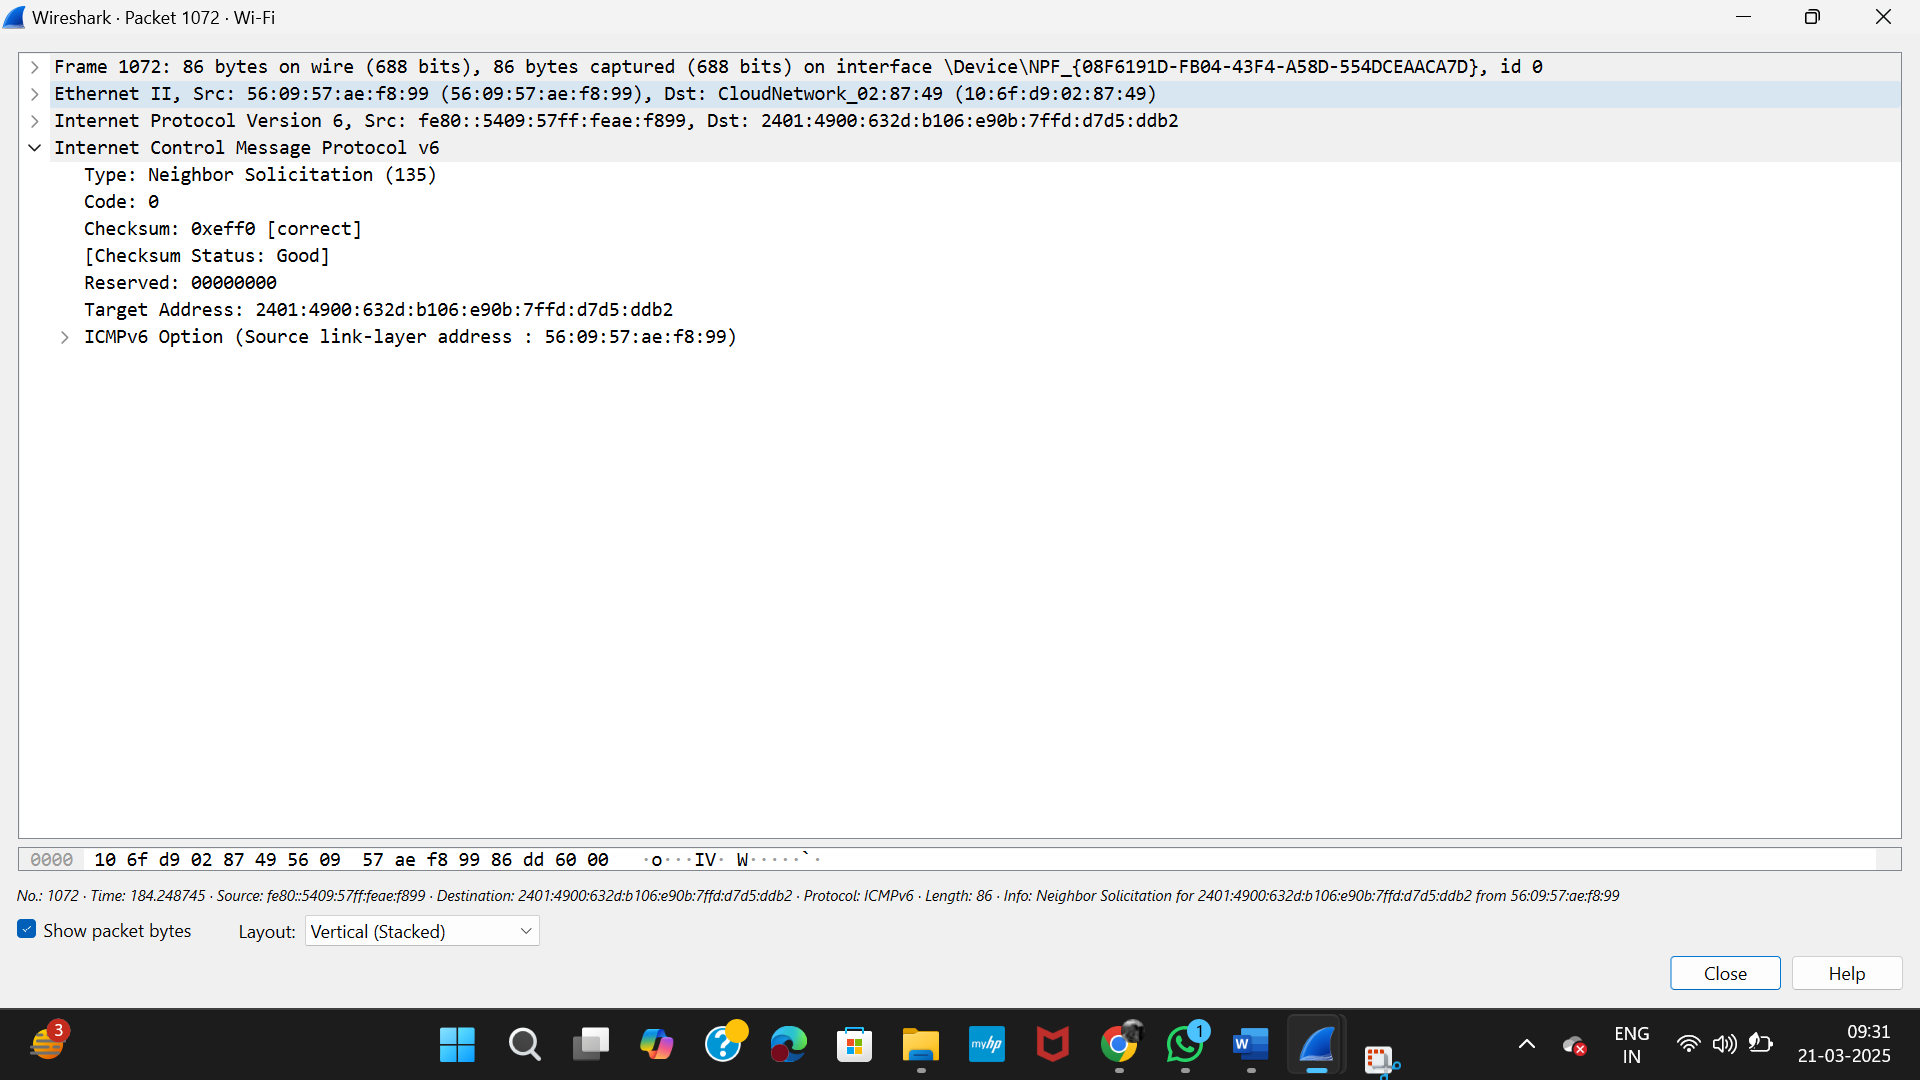 Wireshark · Packet 1072 · Wi-Fi
Frame 1072: 86 bytes on wire (688 bits), 86 bytes captured (688 bits) on interface \Device\NPF_{08F6191D-FB04-43F4-A58D-554DCEAACA7D}, id 0
Ethernet II, Src: 56:09:57:ae:f8:99 (56:09:57:ae:f8:99), Dst: CloudNetwork_02:87:49 (10:6f:d9:02:87:49)
Internet Protocol Version 6, Src: fe80::5409:57ff:feae:f899, Dst: 2401:4900:632d:b106:e90b:7ffd:d7d5:ddb2
Internet Control Message Protocol v6
Type: Neighbor Solicitation (135)
Code: 0
Checksum: 0xeff0 [correct]
[Checksum Status: Good]
Reserved: 00000000
Target Address: 2401:4900:632d:b106:e90b:7ffd:d7d5:ddb2
ICMPv6 Option (Source link-layer address : 56:09:57:ae:f8:99)
0000 10 6f d9 02 87 49 56 09 57 ae f8 99 86 dd 60 00 ·o···IV· W·····`·
No.: 1072 · Time: 184.248745 · Source: fe80::5409:57ff:feae:f899 · Destination: 2401:4900:632d:b106:e90b:7ffd:d7d5:ddb2 · Protocol: ICMPv6 · Length: 86 · Info: Neighbor Solicitation for 2401:4900:632d:b106:e90b:7ffd:d7d5:ddb2 from 56:09:57:ae:f8:99
Show packet bytes Layout: Vertical (Stacked)
Close Help
3
myhp
1
W
ENG
IN
09:31
21-03-2025